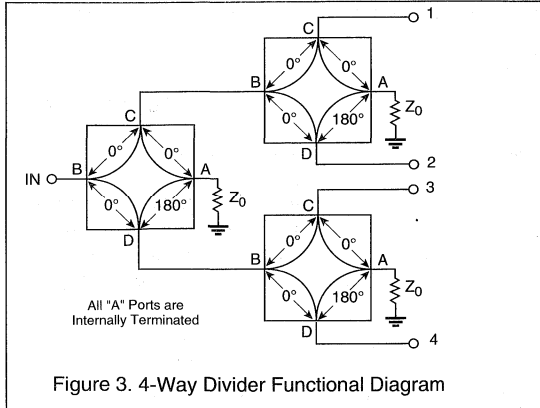 C
1
0°
0°
B
A
Z0
0°
180°
D
2
C
3
0°
0°
IN
B
A
Z0
0°
180°
D
C
0°
0°
B
A
Z0
0°
180°
D
4
All "A" Ports are
Internally Terminated
Figure 3. 4-Way Divider Functional Diagram